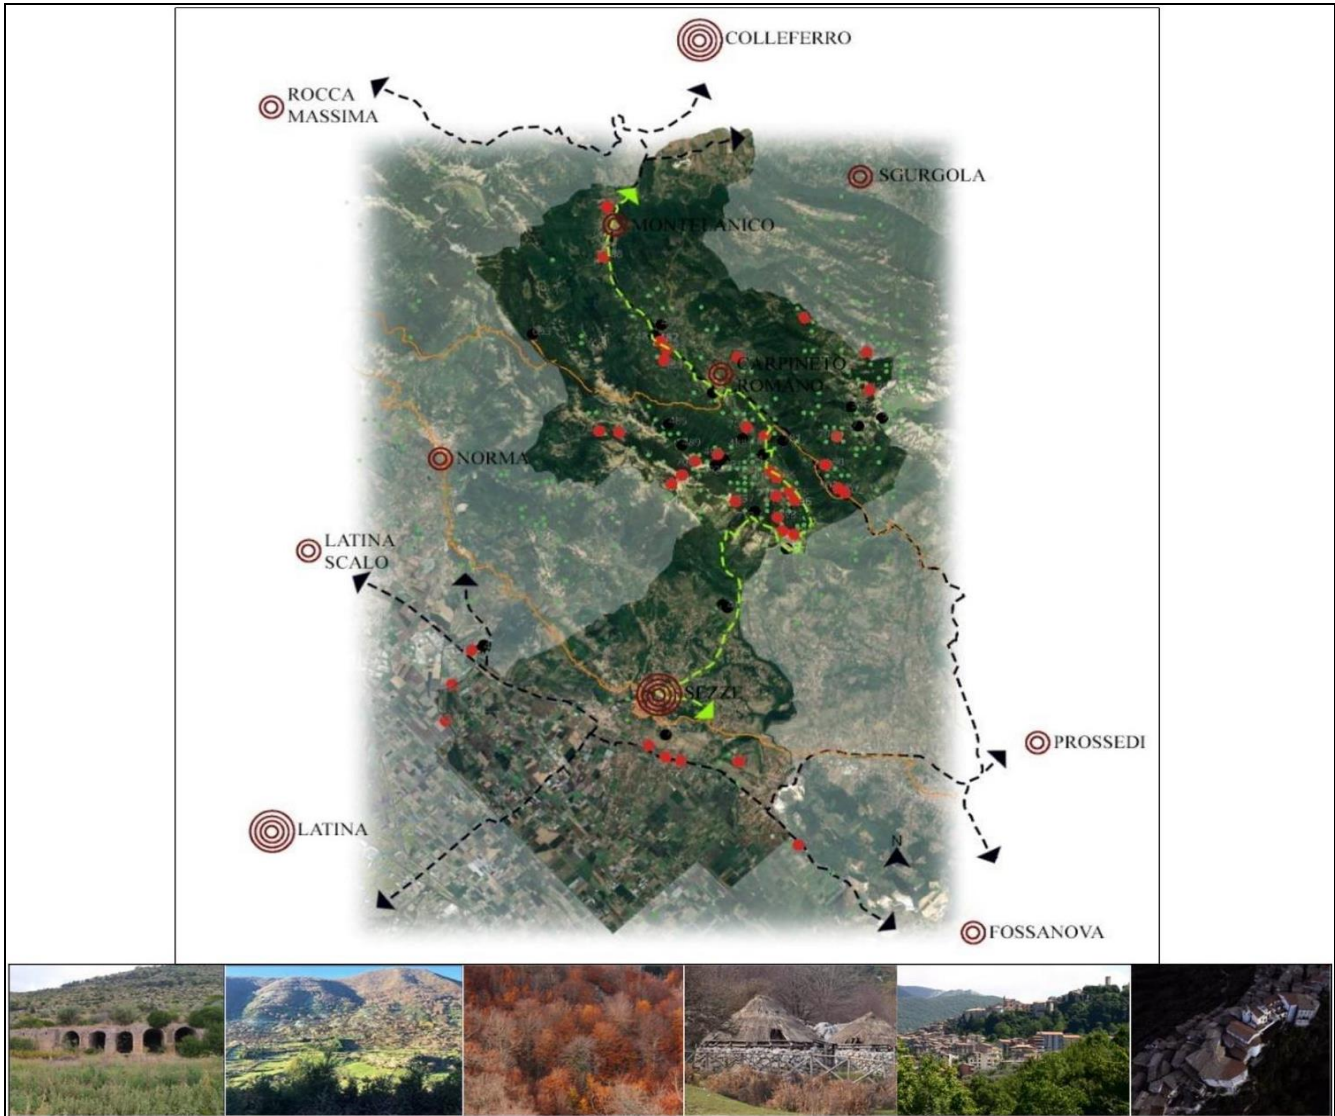 COLLEFERRO
ROCCA
MASSIMA
SGURGOLA
MONTELANICO
CARPINETO
ROMANO
NORMA
LATINA
SCALO
SEZZE
PROSSEDI
LATINA
N
FOSSANOVA